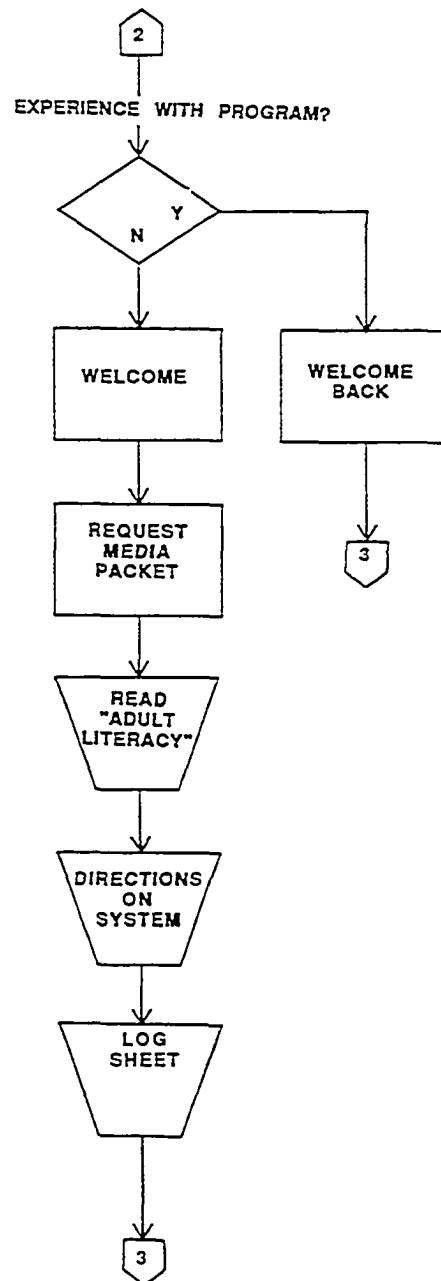 2
EXPERIENCE WITH PROGRAM?
Y
N
WELCOME
WELCOME
BACK
REQUEST
MEDIA
PACKET
3
READ
"ADULT
LITERACY"
DIRECTIONS
ON
SYSTEM
LOG
SHEET
3